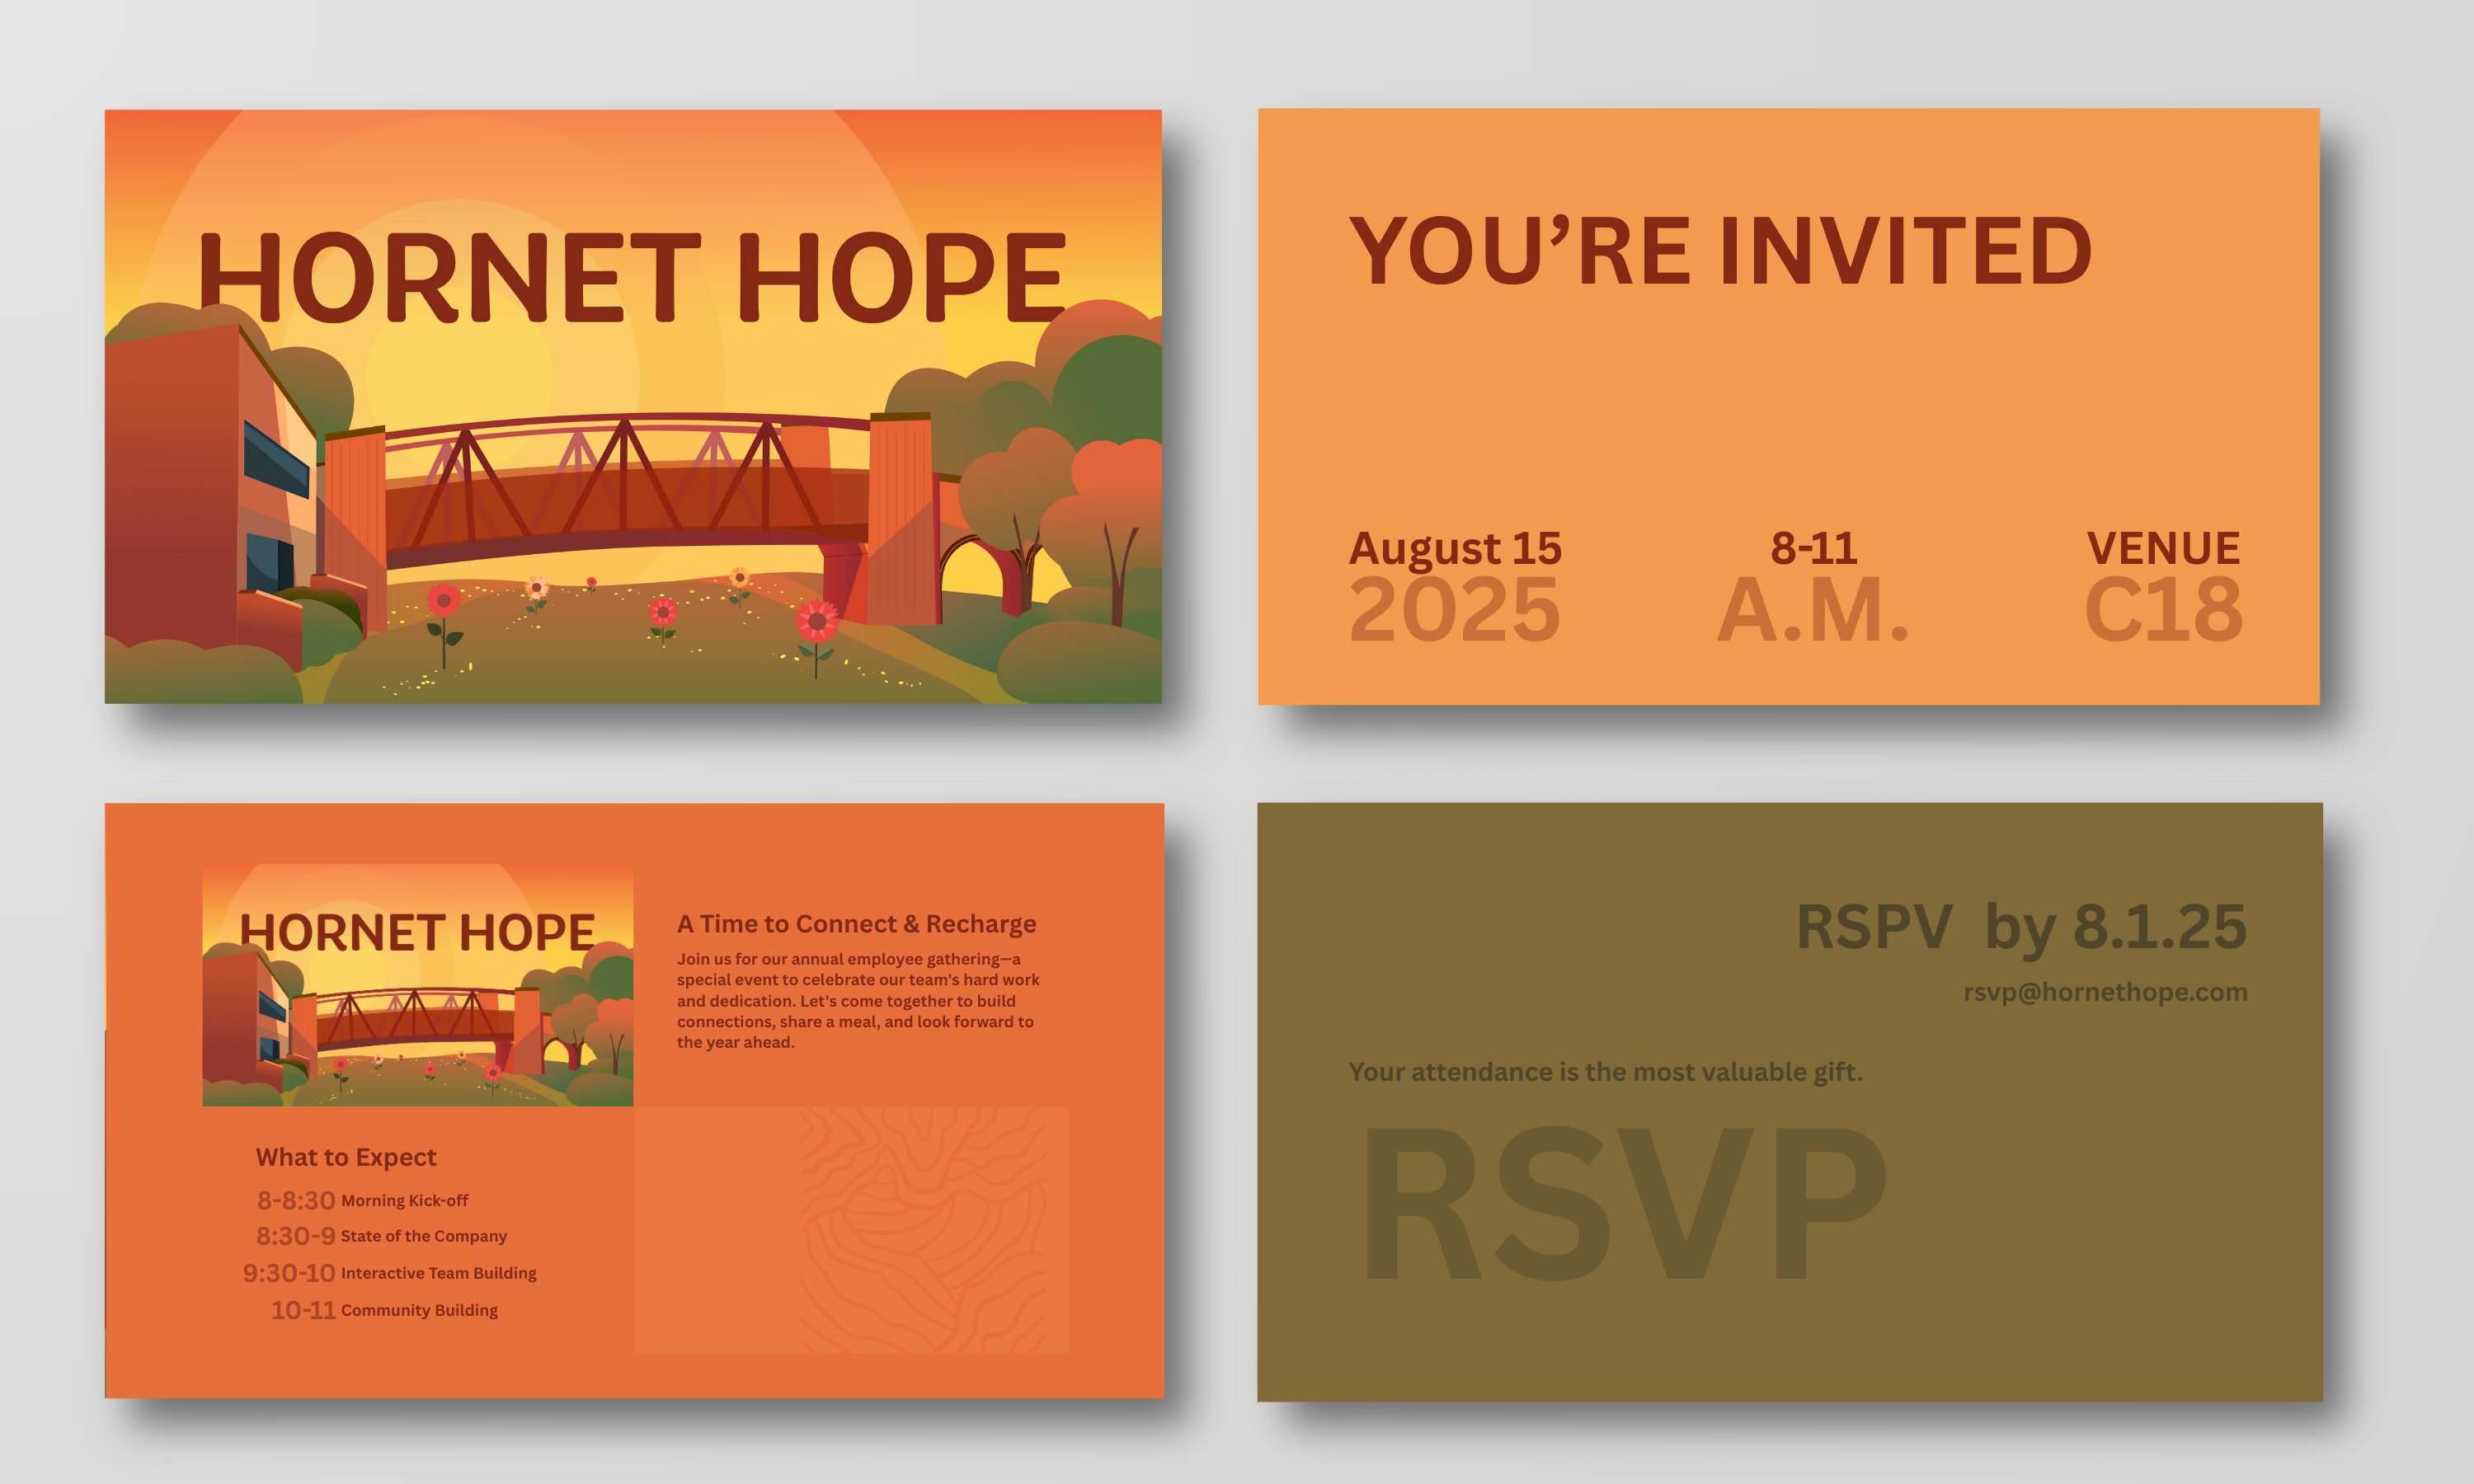 HORNET HOPE
YOU’RE INVITED
August 15
2025
8-11
A.M.
VENUE
C18
HORNET HOPE
A Time to Connect & Recharge
Join us for our annual employee gathering—a
special event to celebrate our team's hard work
and dedication. Let's come together to build
connections, share a meal, and look forward to
the year ahead.
What to Expect
8-8:30 Morning Kick-off
8:30-9 State of the Company
9:30-10 Interactive Team Building
10-11 Community Building
RSPV by 8.1.25
rsvp@hornethope.com
Your attendance is the most valuable gift.
RSVP